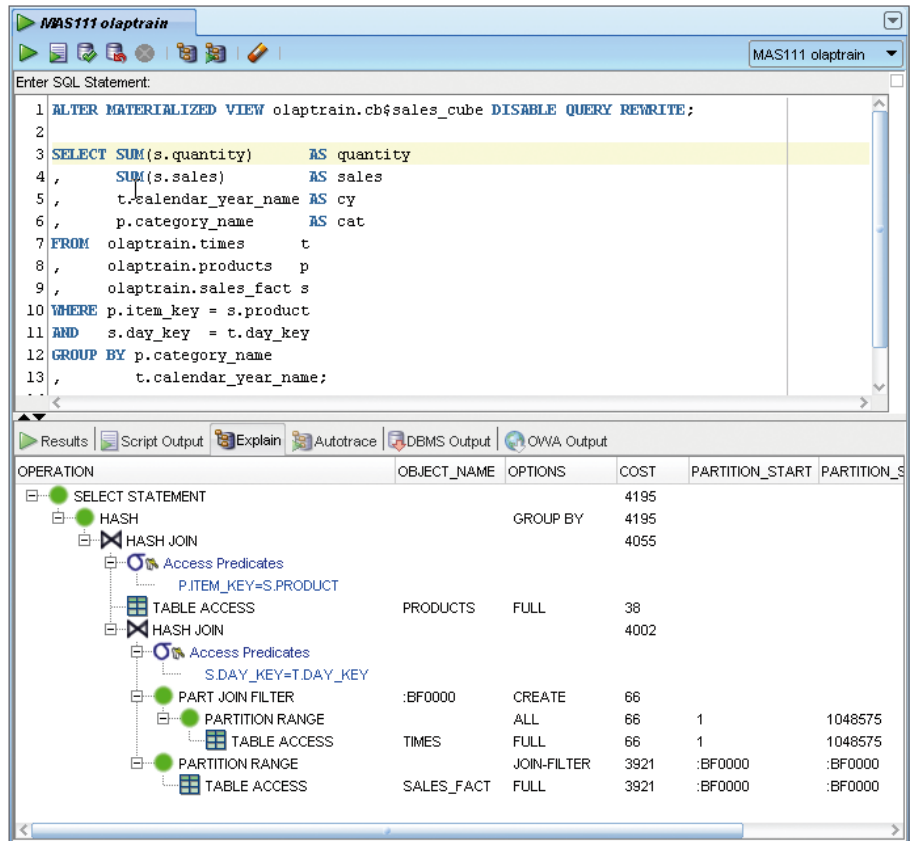 MAS111 olaptrain
MAS111 olaptrain
Enter SQL Statement:
1 ALTER MATERIALIZED VIEW olaptrain.cb$sales_cube DISABLE QUERY REWRITE;
2
3 SELECT SUM(s.quantity) AS quantity
4 , SUM(s.sales) AS sales
5 , t.calendar_year_name AS cy
6 , p.category_name AS cat
7 FROM olaptrain.times t
8 , olaptrain.products p
9 , olaptrain.sales_fact s
10 WHERE p.item_key = s.product
11 AND s.day_key = t.day_key
12 GROUP BY p.category_name
13 , t.calendar_year_name;
Results Script Output Explain Autotrace DBMS Output OWA Output
OPERATION OBJECT_NAME OPTIONS COST PARTITION_START PARTITION_S
SELECT STATEMENT 4195
HASH GROUP BY 4195
HASH JOIN 4055
Access Predicates
P.ITEM_KEY=S.PRODUCT
TABLE ACCESS PRODUCTS FULL 38
HASH JOIN 4002
Access Predicates
S.DAY_KEY=T.DAY_KEY
PART JOIN FILTER :BF0000 CREATE 66
PARTITION RANGE ALL 66 1 1048575
TABLE ACCESS TIMES FULL 66 1 1048575
PARTITION RANGE JOIN-FILTER 3921 :BF0000 :BF0000
TABLE ACCESS SALES_FACT FULL 3921 :BF0000 :BF0000